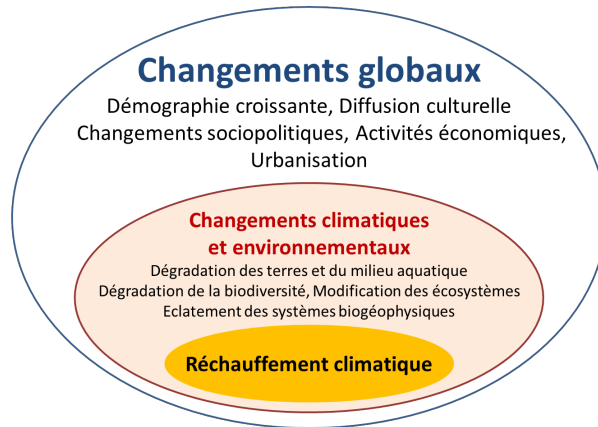 Changements globaux
Démographie croissante, Diffusion culturelle
Changements sociopolitiques, Activités économiques,
Urbanisation
Changements climatiques
et environnementaux
Dégradation des terres et du milieu aquatique
Dégradation de la biodiversité, Modification des écosystèmes
Eclatement des systèmes biogéophysiques
Réchauffement climatique